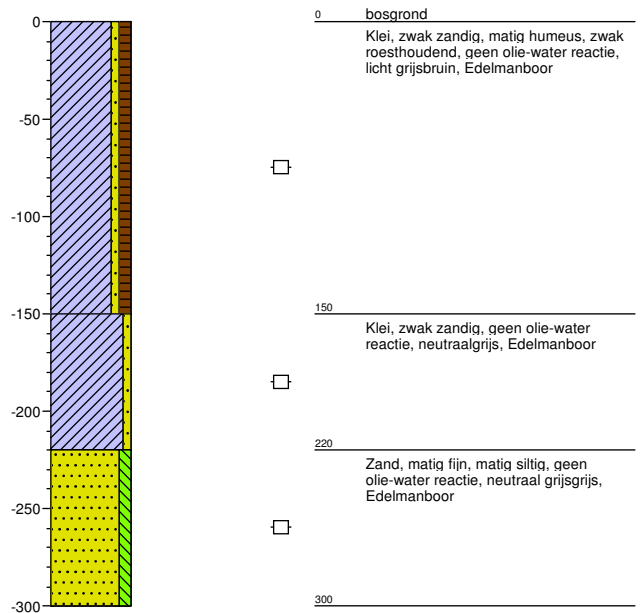 0
-50
-100
-150
-200
-250
-300
0
bosgrond
Klei, zwak zandig, matig humeus, zwak
roesthoudend, geen olie-water reactie,
licht grijsbruin, Edelmanboor
150
Klei, zwak zandig, geen olie-water
reactie, neutraalgrijs, Edelmanboor
220
Zand, matig fijn, matig siltig, geen
olie-water reactie, neutraal grijsgrijs,
Edelmanboor
300